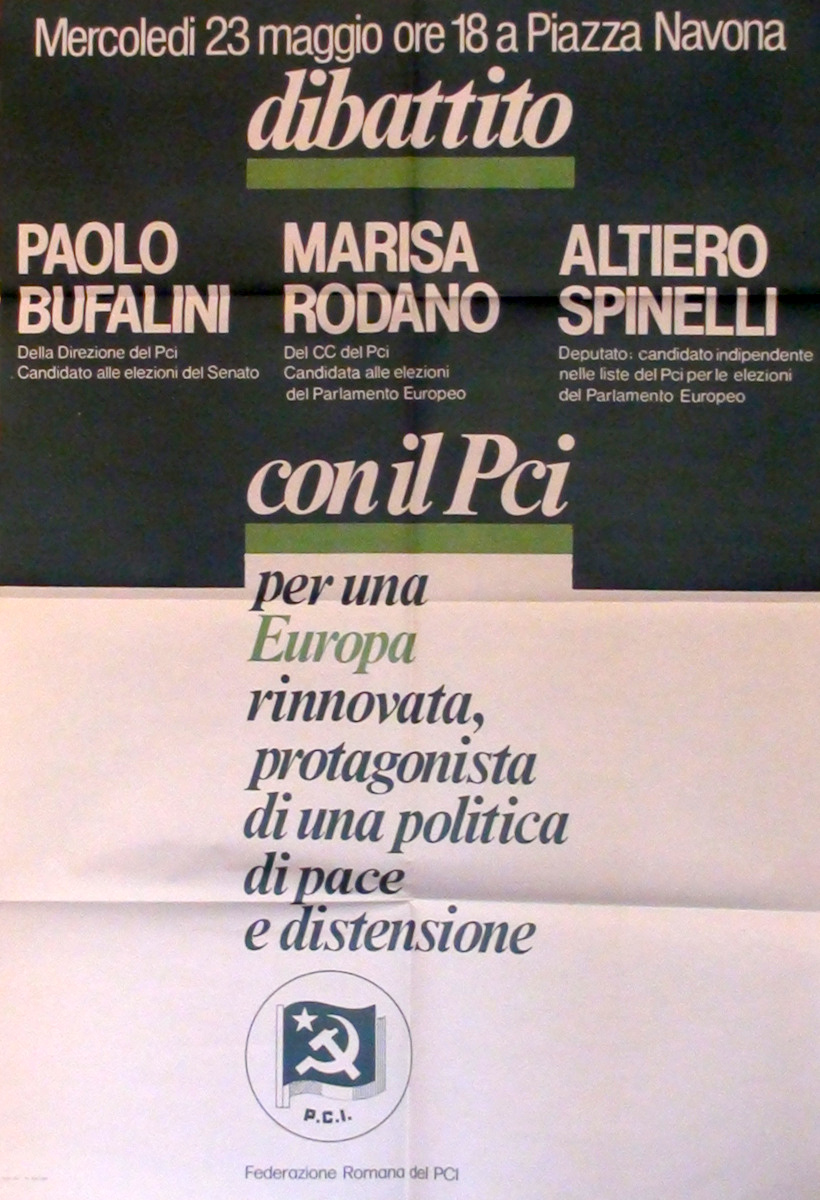 Mercoledi 23 maggio ore 18 a Piazza Navona
dibattito
PAOLO
BUFALINI
Della Direzione del Pci
Candidato alle elezioni del Senato
MARISA
RODANO
Del CC del Pci
Candidata alle elezioni
del Parlamento Europeo
ALTIERO
SPINELLI
Deputato: candidato indipendente
nelle liste del Pci per le elezioni
del Parlamento Europeo
con il Pci
per una
Europa
rinnovata,
protagonista
di una politica
di pace
e distensione
P.C.I.
Federazione Romana del PCI